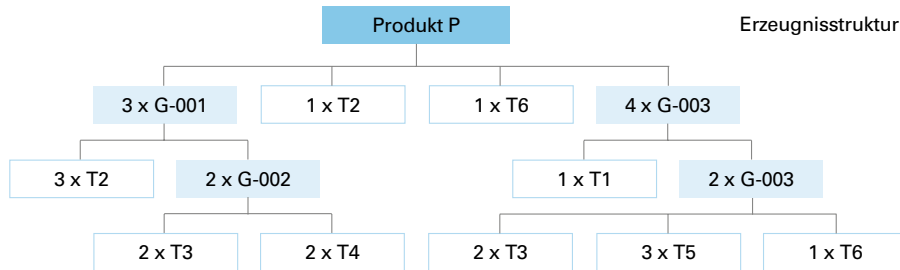 Produkt P
Erzeugnisstruktur
3 x G-001
1 x T2
1 x T6
4 x G-003
3 x T2
2 x G-002
1 x T1
2 x G-003
2 x T3
2 x T4
2 x T3
3 x T5
1 x T6